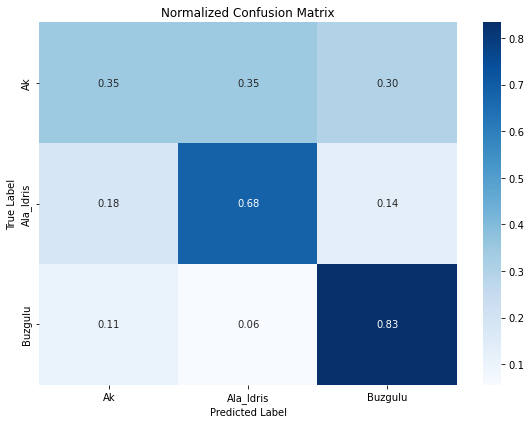 Normalized Confusion Matrix
Ak
0.35
0.35
0.30
True Label
Ala_Idris
0.18
0.68
0.14
Buzgulu
0.11
0.06
0.83
Ak
Ala_Idris
Buzgulu
Predicted Label
0.8
0.7
0.6
0.5
0.4
0.3
0.2
0.1